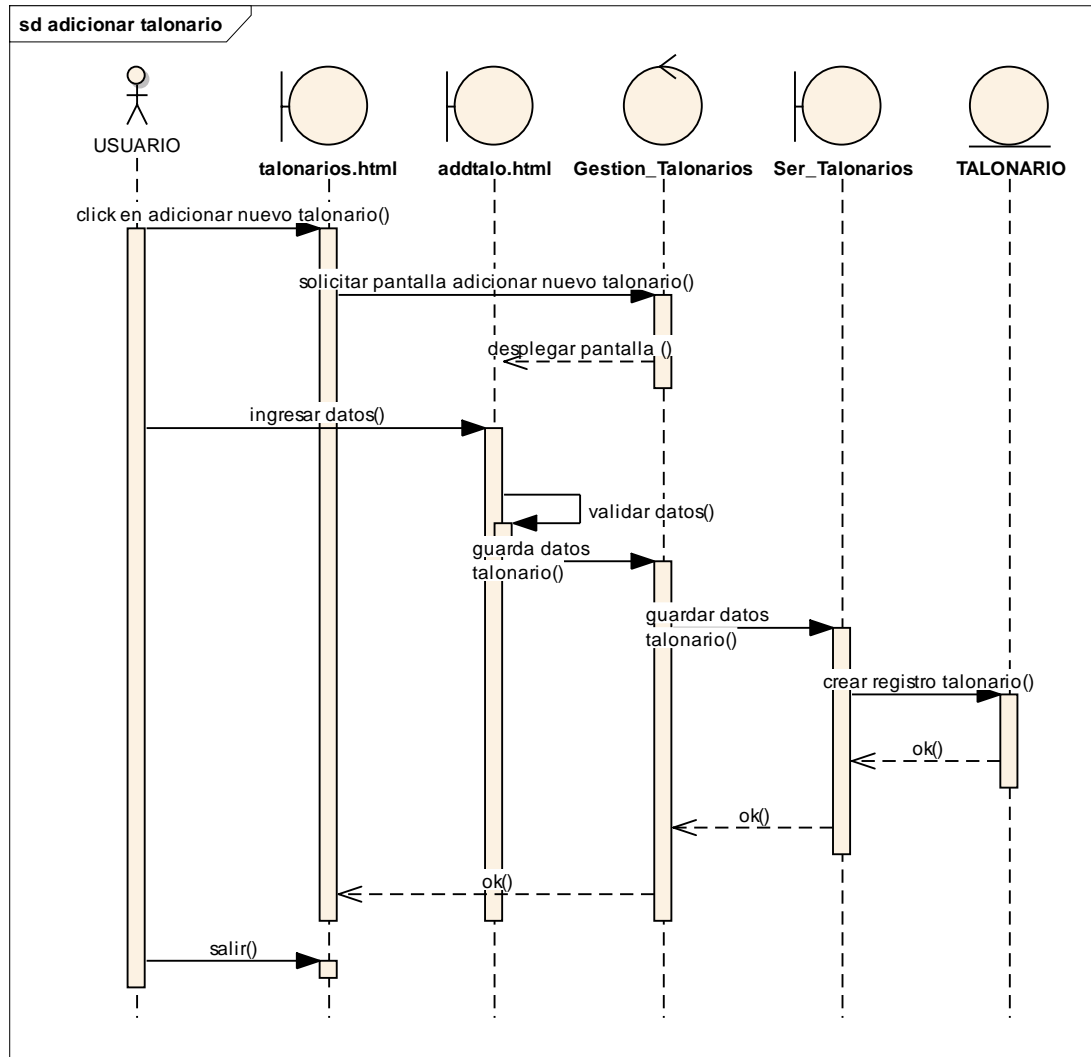 sd adicionar talonario
USUARIO
talonarios.html
addtalo.html
Gestion_Talonarios
Ser_Talonarios
TALONARIO
click en adicionar nuevo talonario()
solicitar pantalla adicionar nuevo talonario()
desplegar pantalla ()
ingresar datos()
validar datos()
guarda datos
talonario()
guardar datos
talonario()
crear registro talonario()
ok()
ok()
ok()
salir()